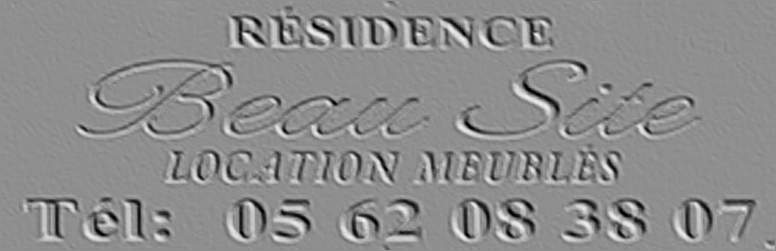 RÉSIDENCE
Beau Site
LOCATION MEUBLÉS
Tél: 05 62 08 38 07